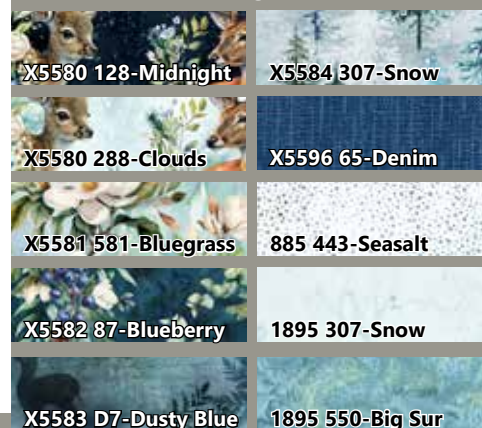 X5580 128-Midnight
X5584 307-Snow
X5580 288-Clouds
X5596 65-Denim
X5581 581-Bluegrass
885 443-Seasalt
X5582 87-Blueberry
1895 307-Snow
X5583 D7-Dusty Blue
1895 550-Big Sur